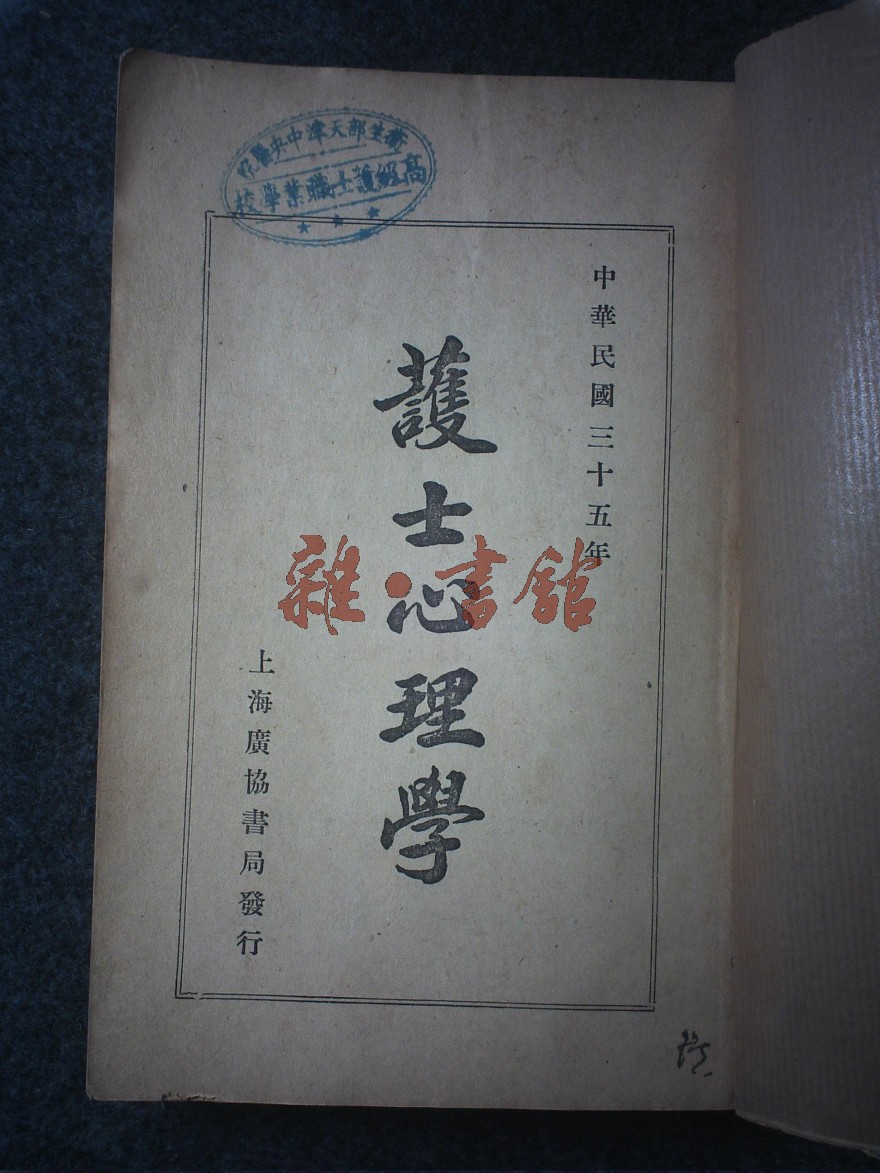 衛生部天津中央醫院
高級護士職業學校
中華民國三十五年
護士心理學
上海廣協書局發行
雜·書館